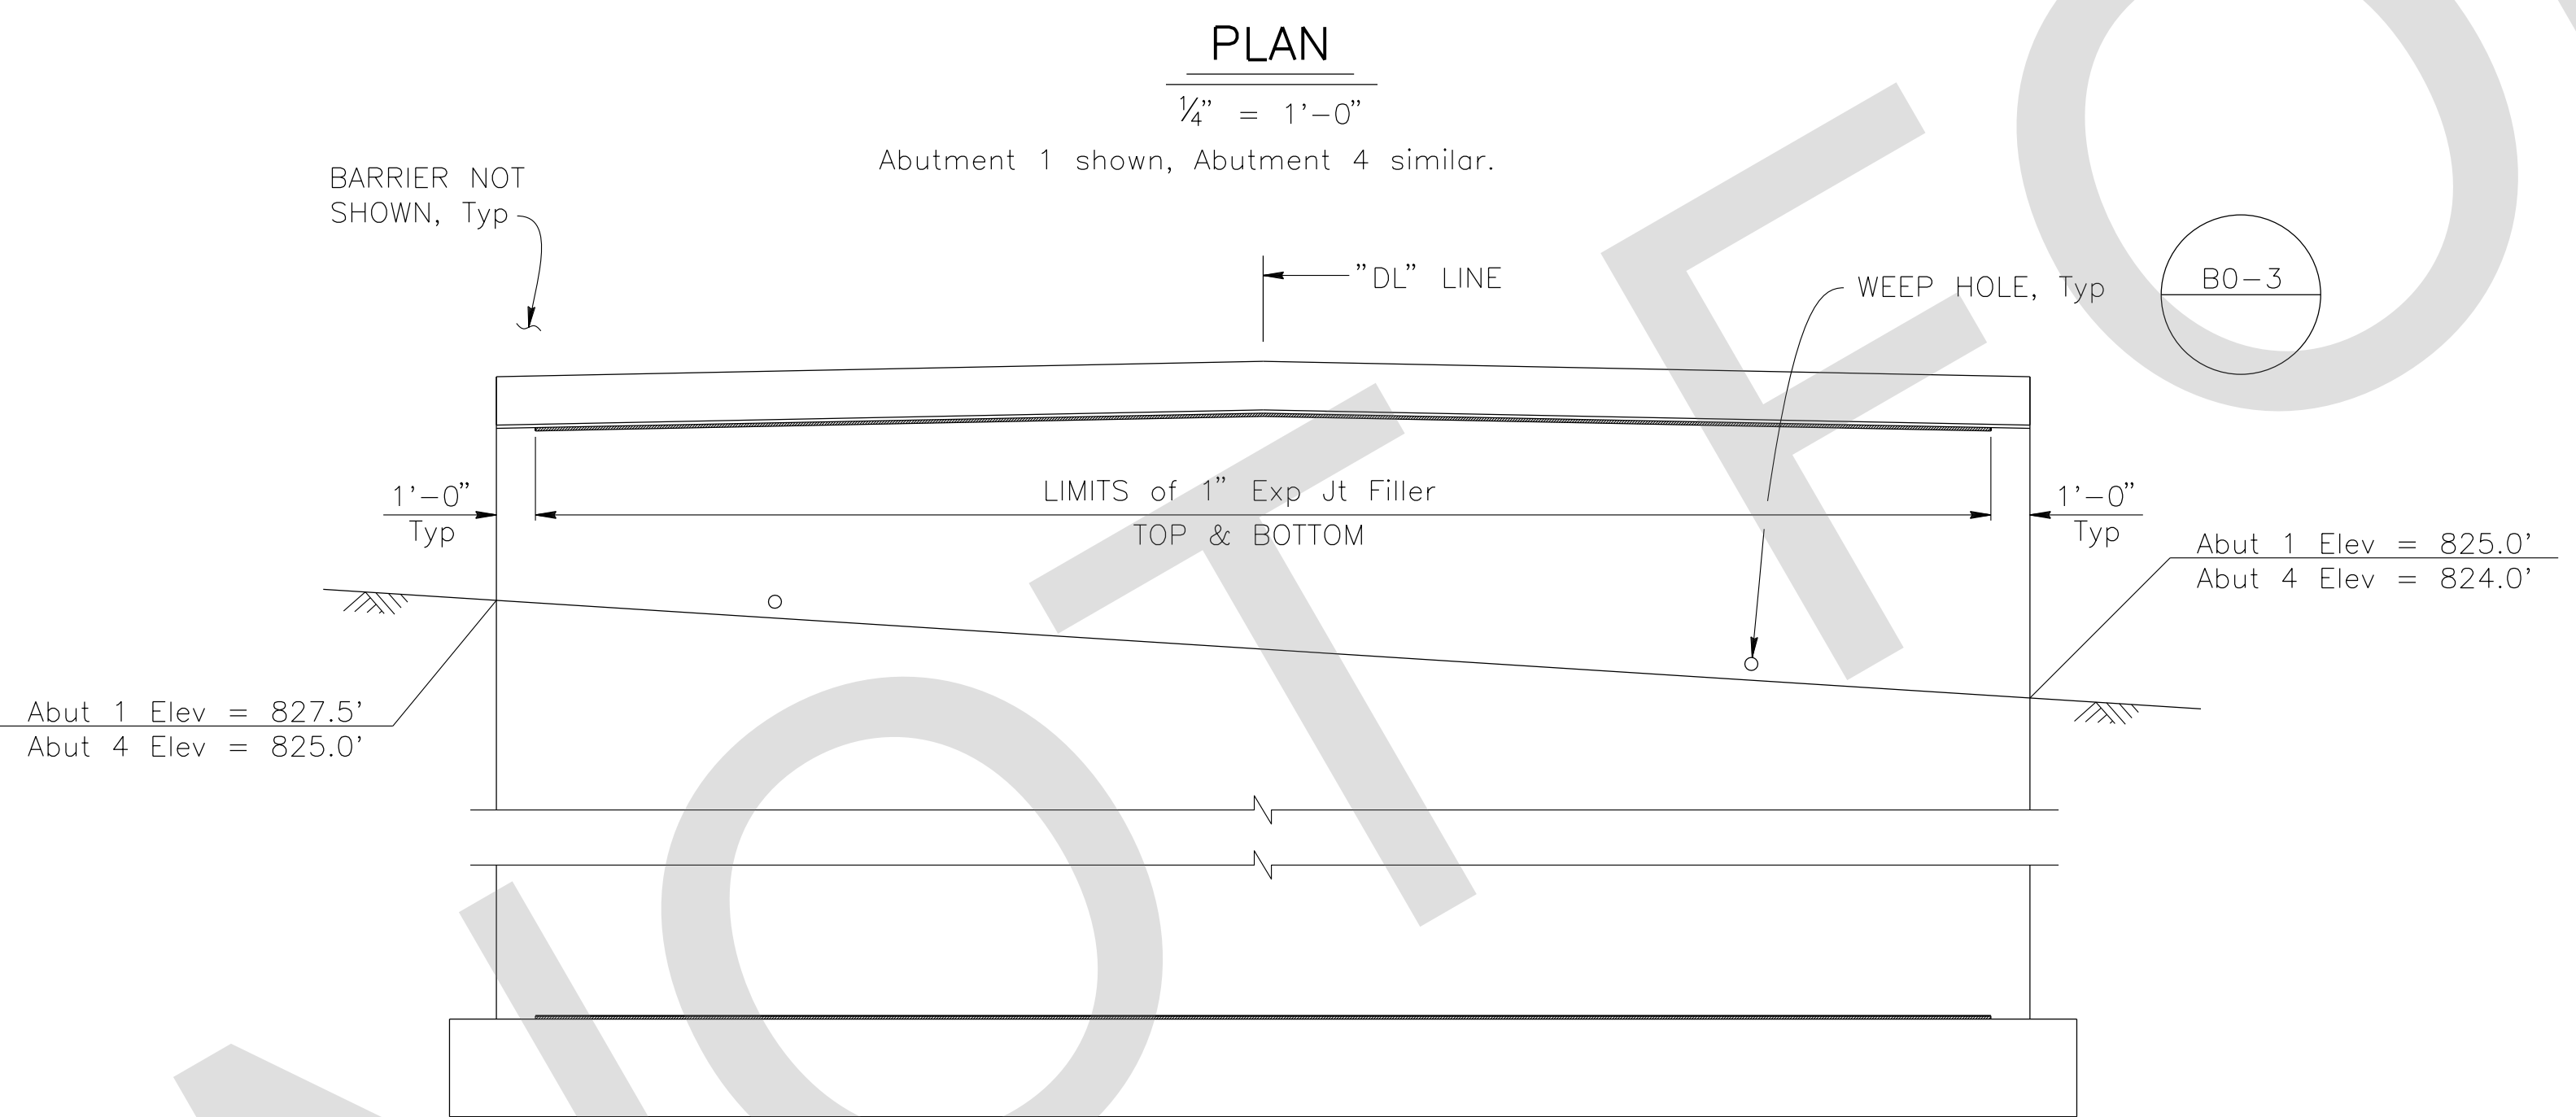 PLAN
¼" = 1'-0"
Abutment 1 shown, Abutment 4 similar.
BARRIER NOT
SHOWN, Typ
"DL" LINE
WEEP HOLE, Typ
B0-3
1'-0"
Typ
LIMITS of 1" Exp Jt Filler
TOP & BOTTOM
1'-0"
Typ
Abut 1 Elev = 825.0'
Abut 4 Elev = 824.0'
Abut 1 Elev = 827.5'
Abut 4 Elev = 825.0'
NOT FO